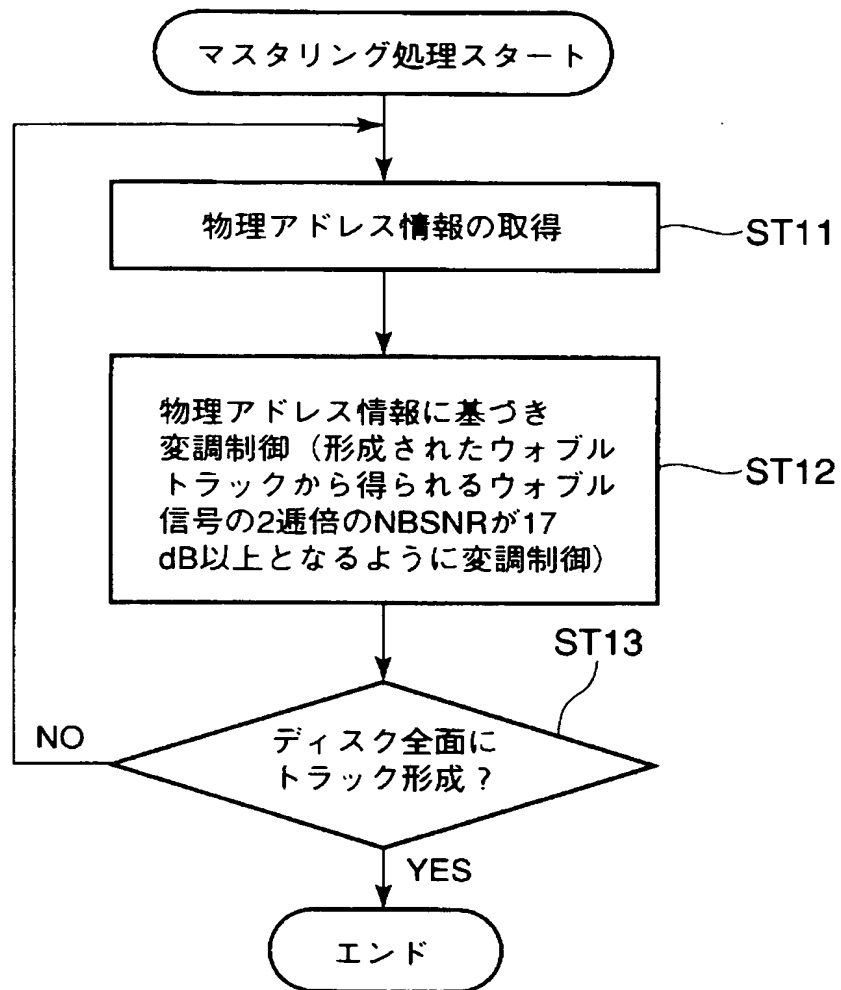 マスタリング処理スタート
物理アドレス情報の取得
ST11
物理アドレス情報に基づき
変調制御（形成されたウォブル
トラックから得られるウォブル
信号の2逓倍のNBSNRが17
dB以上となるように変調制御）
ST12
ST13
ディスク全面に
トラック形成？
NO
YES
エンド